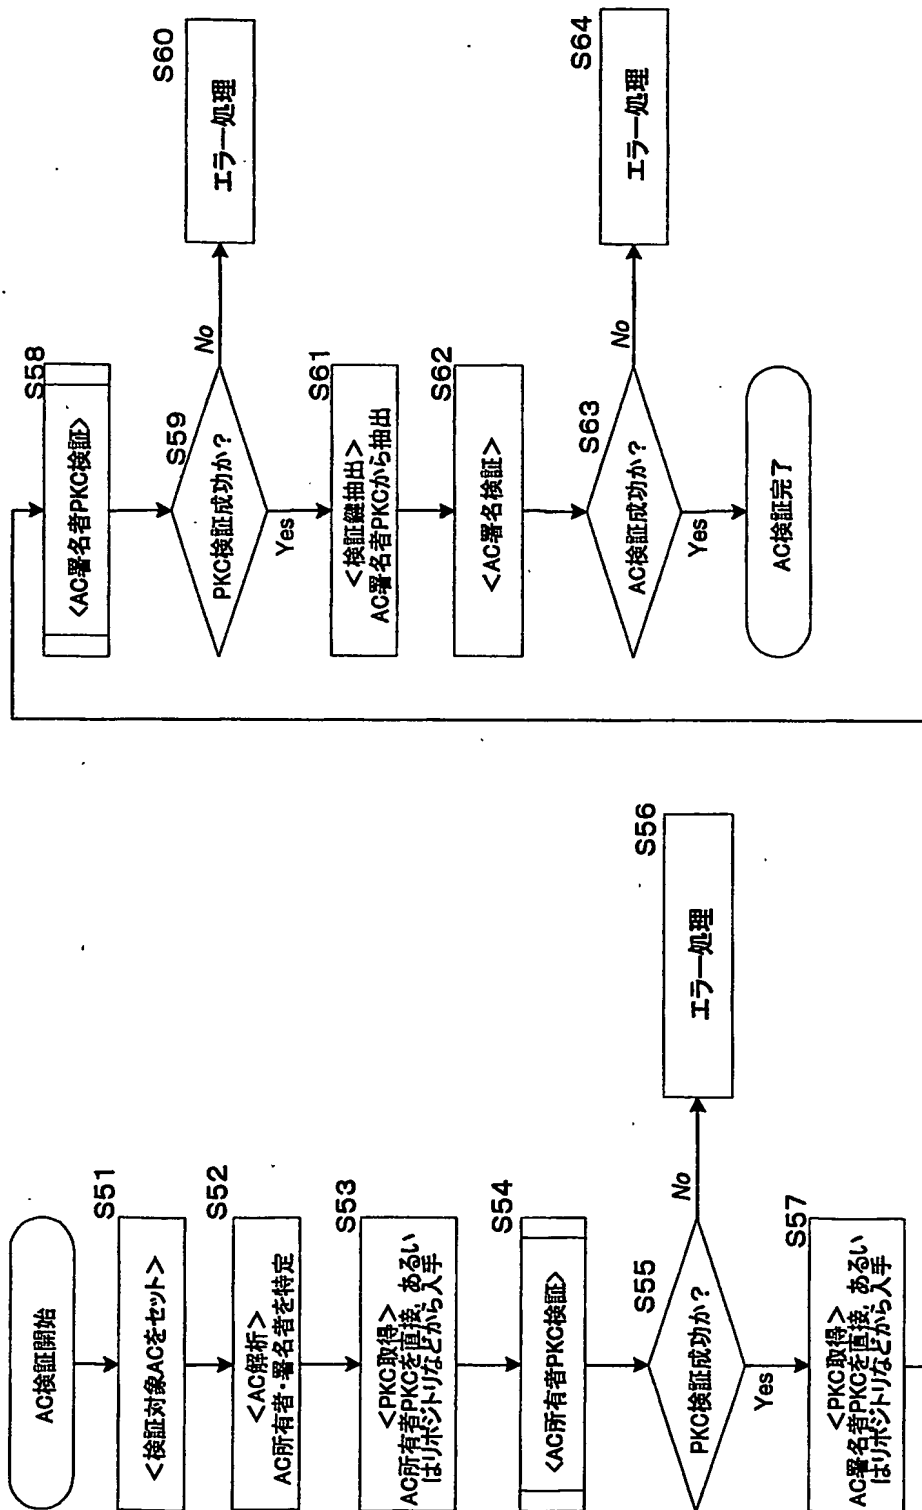 AC検証開始
S51
<検証対象ACをセット>
S52
<AC解析>
AC所有者・署名者を特定
S53
<PKC取得>
AC所有者PKCを直接、あるい
はリポジトリなどから入手
S54
<AC所有者PKC検証>
S55
PKC検証成功か?
No
S56
エラー処理
Yes
S57
<PKC取得>
AC署名者PKCを直接、あるい
はリポジトリなどから入手
S58
<AC署名者PKC検証>
S59
PKC検証成功か?
No
S60
エラー処理
Yes
S61
<検証鍵抽出>
AC署名者PKCから抽出
S62
<AC署名検証>
S63
AC検証成功か?
No
S64
エラー処理
Yes
AC検証完了